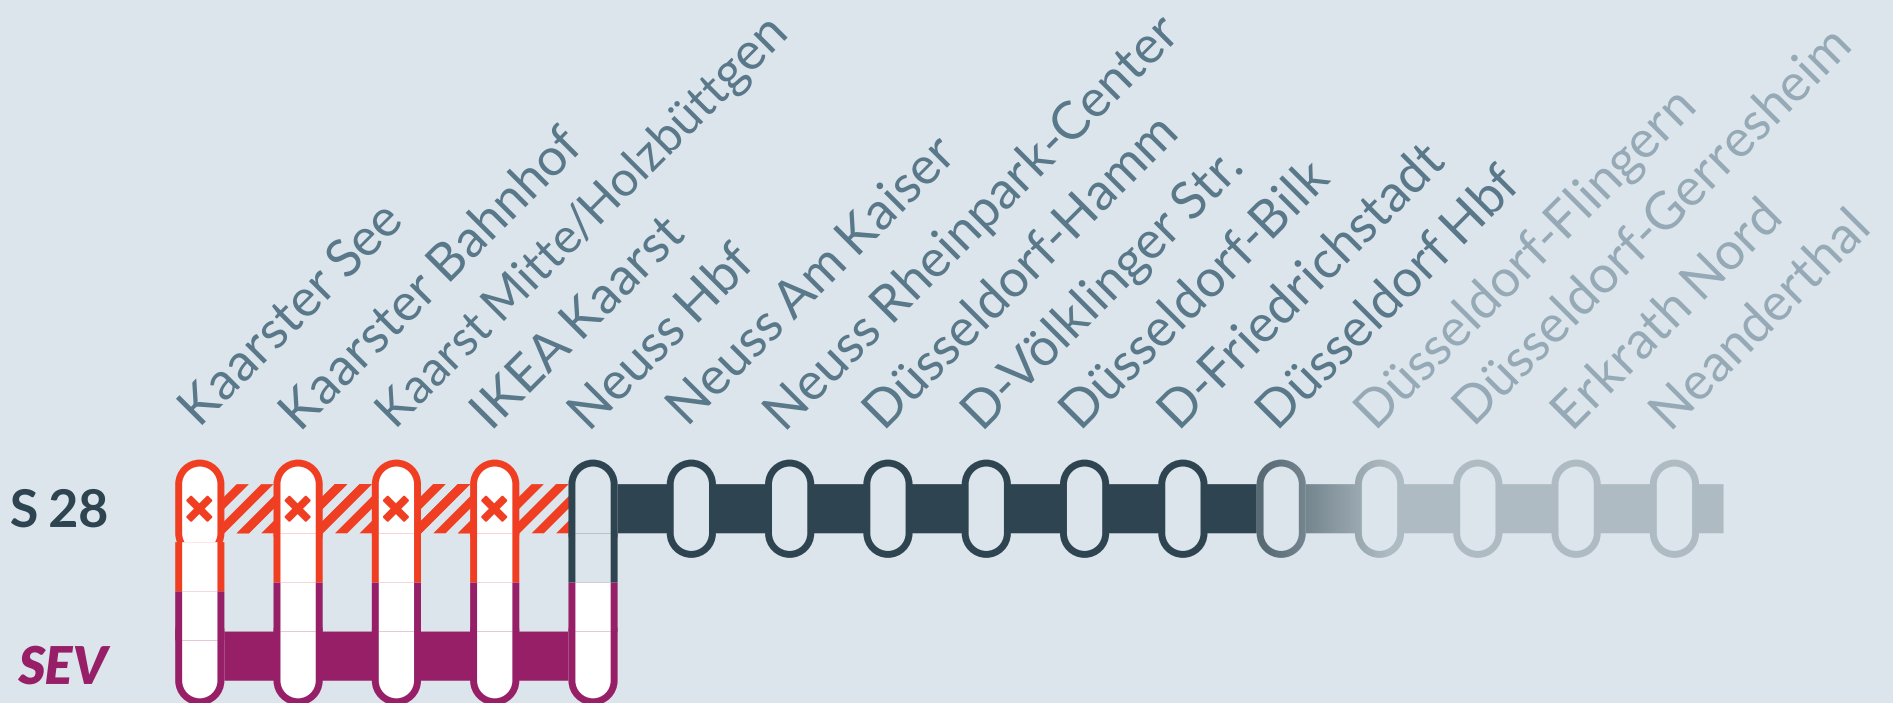 Kaarster See
Kaarster Bahnhof
Kaarst Mitte/Holzbüttgen
IKEA Kaarst
Neuss Hbf
Neuss Am Kaiser
Neuss Rheinpark-Center
Düsseldorf-Hamm
D-Völklinger Str.
Düsseldorf-Bilk
D-Friedrichstadt
Düsseldorf Hbf
Düsseldorf-Flingern
Düsseldorf-Gerresheim
Erkrath Nord
Neanderthal
S 28
SEV